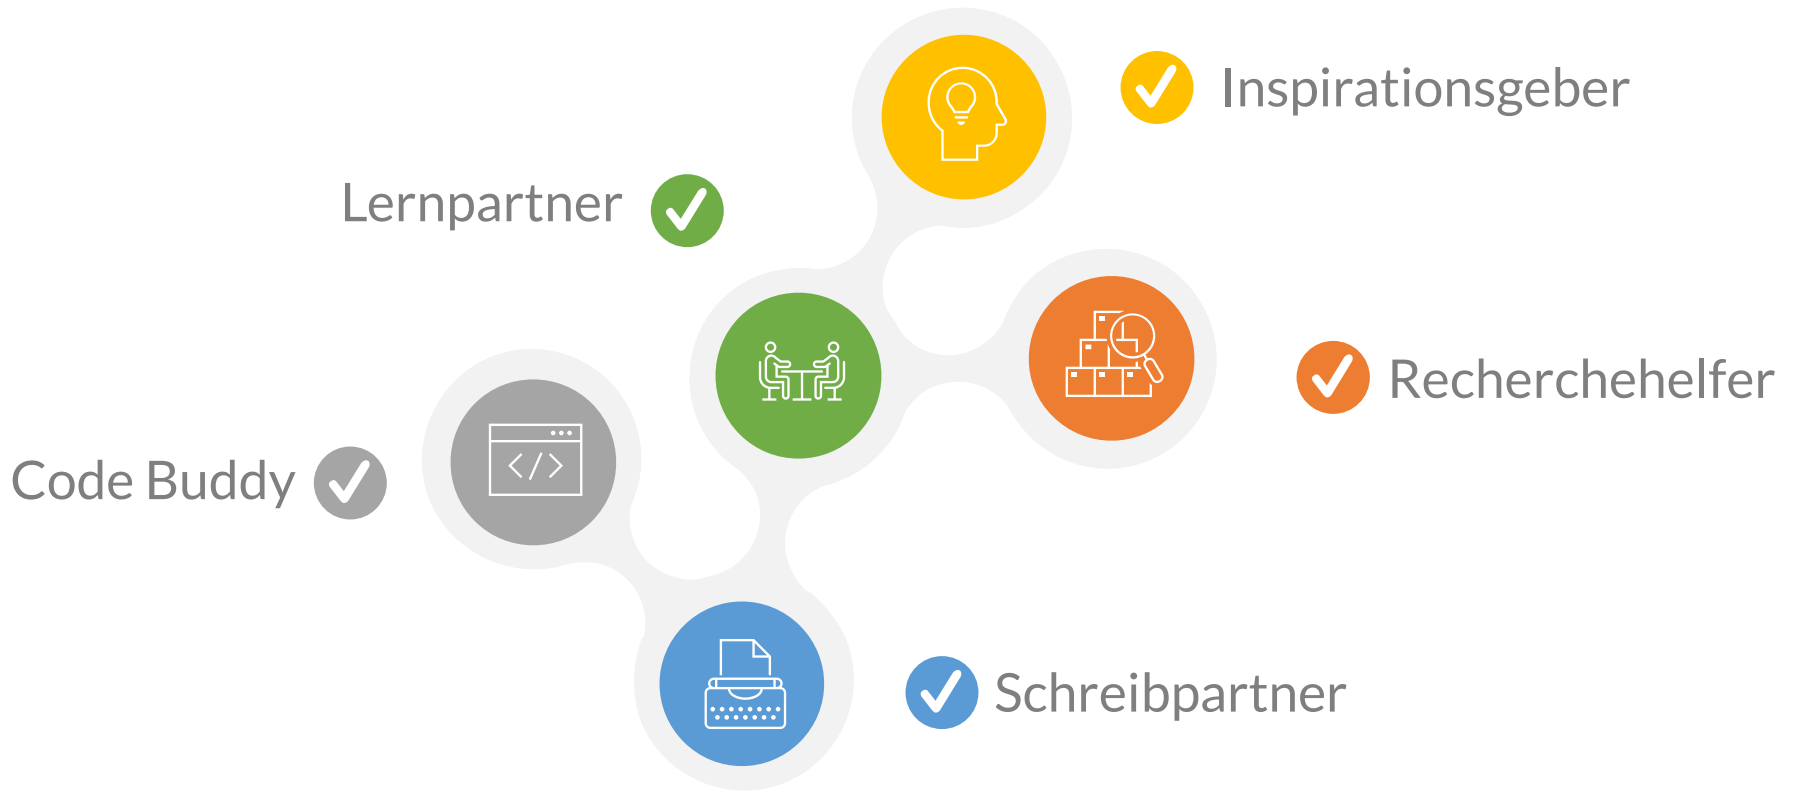 Inspirationsgeber
Lernpartner
Recherchehelfer
Code Buddy
</>
Schreibpartner